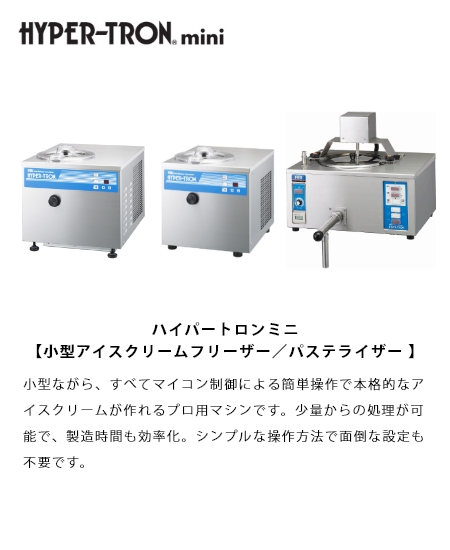 HYPER-TRON® mini
HYPER-TRON
HYPER-TRON
ハイパートロンミニ
【小型アイスクリームフリーザー／パステライザー 】
小型ながら、すべてマイコン制御による簡単操作で本格的なア
イスクリームが作れるプロ用マシンです。少量からの処理が可
能で、製造時間も効率化。シンプルな操作方法で面倒な設定も
不要です。